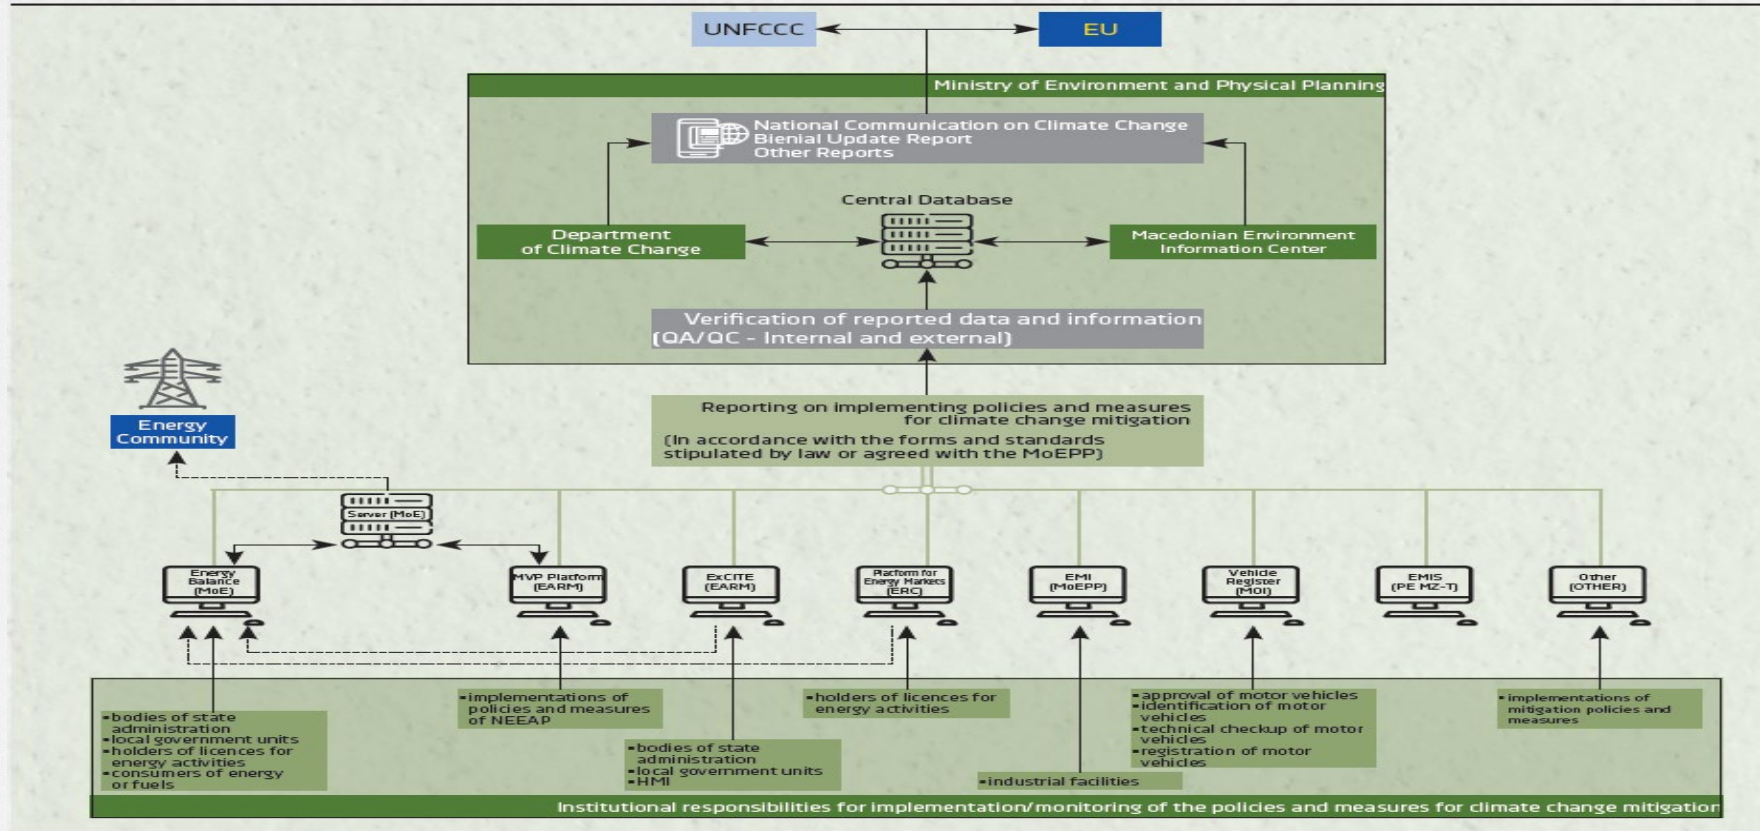 UNFCCC
EU
Ministry of Environment and Physical Planning
National Communication on Climate Change
Bienial Update Report
Other Reports
Central Database
Department
of Climate Change
Macedonian Environment
Information Center
Verification of reported data and information
(QA/QC - Internal and external)
Energy
Community
Reporting on implementing policies and measures
for climate change mitigation
(In accordance with the forms and standards
stipulated by law or agreed with the MoEPP)
Server (MoE)
Energy
Balance
(MoE)
MVP Platform
(EARM)
ExCITE
(EARM)
Platform for
Energy Markets
(ERC)
EMI
(MoEPP)
Vehicle
Register
(MOI)
EMIS
(PE MZ-T)
Other
(OTHER)
▪bodies of state
administration
▪local government units
▪holders of licences for
energy activities
▪consumers of energy
or fuels
▪implementations of
policies and measures
of NEEAP
▪bodies of state
administration
▪local government units
▪HMI
▪holders of licences for
energy activities
▪industrial facilities
▪approval of motor vehicles
▪identification of motor
vehicles
▪technical checkup of motor
vehicles
▪registration of motor
vehicles
▪implementations of
mitigation policies and
measures
Institutional responsibilities for implementation/monitoring of the policies and measures for climate change mitigation